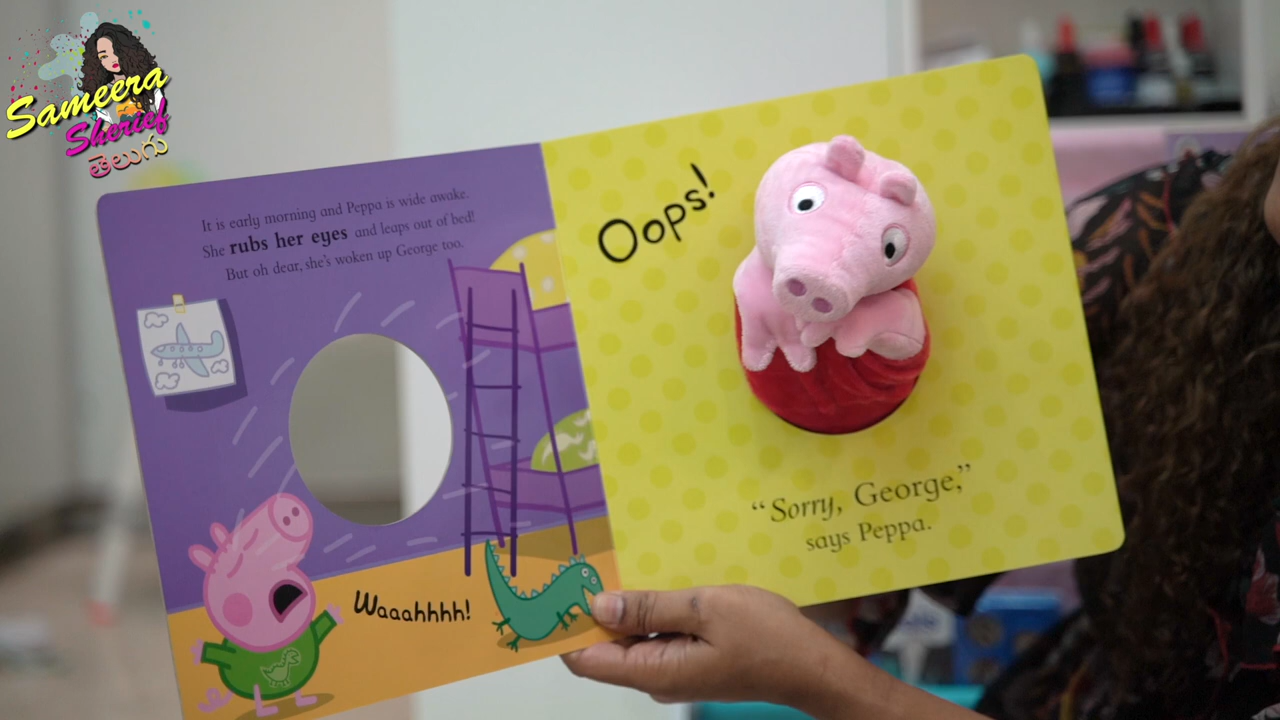 Sameera
Sherief
తెలుగు
It is early morning and Peppa is wide awake.
She rubs her eyes and leaps out of bed!
But oh dear, she's woken up George too.
Waaahhhh!
Oops!
“Sorry, George,”
says Peppa.